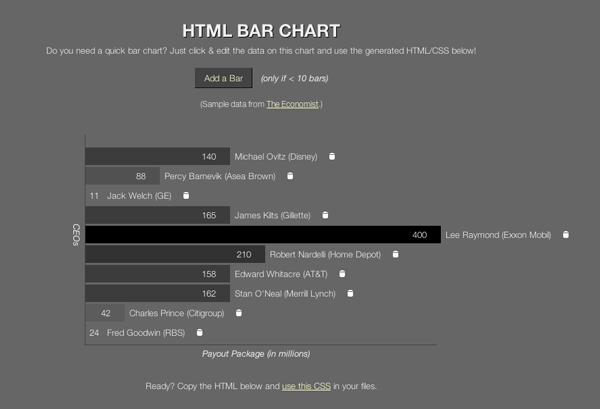 HTML BAR CHART
Do you need a quick bar chart? Just click & edit the data on this chart and use the generated HTML/CSS below!
Add a Bar (only if < 10 bars)
(Sample data from The Economist.)
140 Michael Ovitz (Disney)
88 Percy Barnevik (Asea Brown)
11 Jack Welch (GE)
165 James Kilts (Gillette)
CEOs
400 Lee Raymond (Exxon Mobil)
210 Robert Nardelli (Home Depot)
158 Edward Whitacre (AT&T)
162 Stan O'Neal (Merrill Lynch)
42 Charles Prince (Citigroup)
24 Fred Goodwin (RBS)
Payout Package (in millions)
Ready? Copy the HTML below and use this CSS in your files.